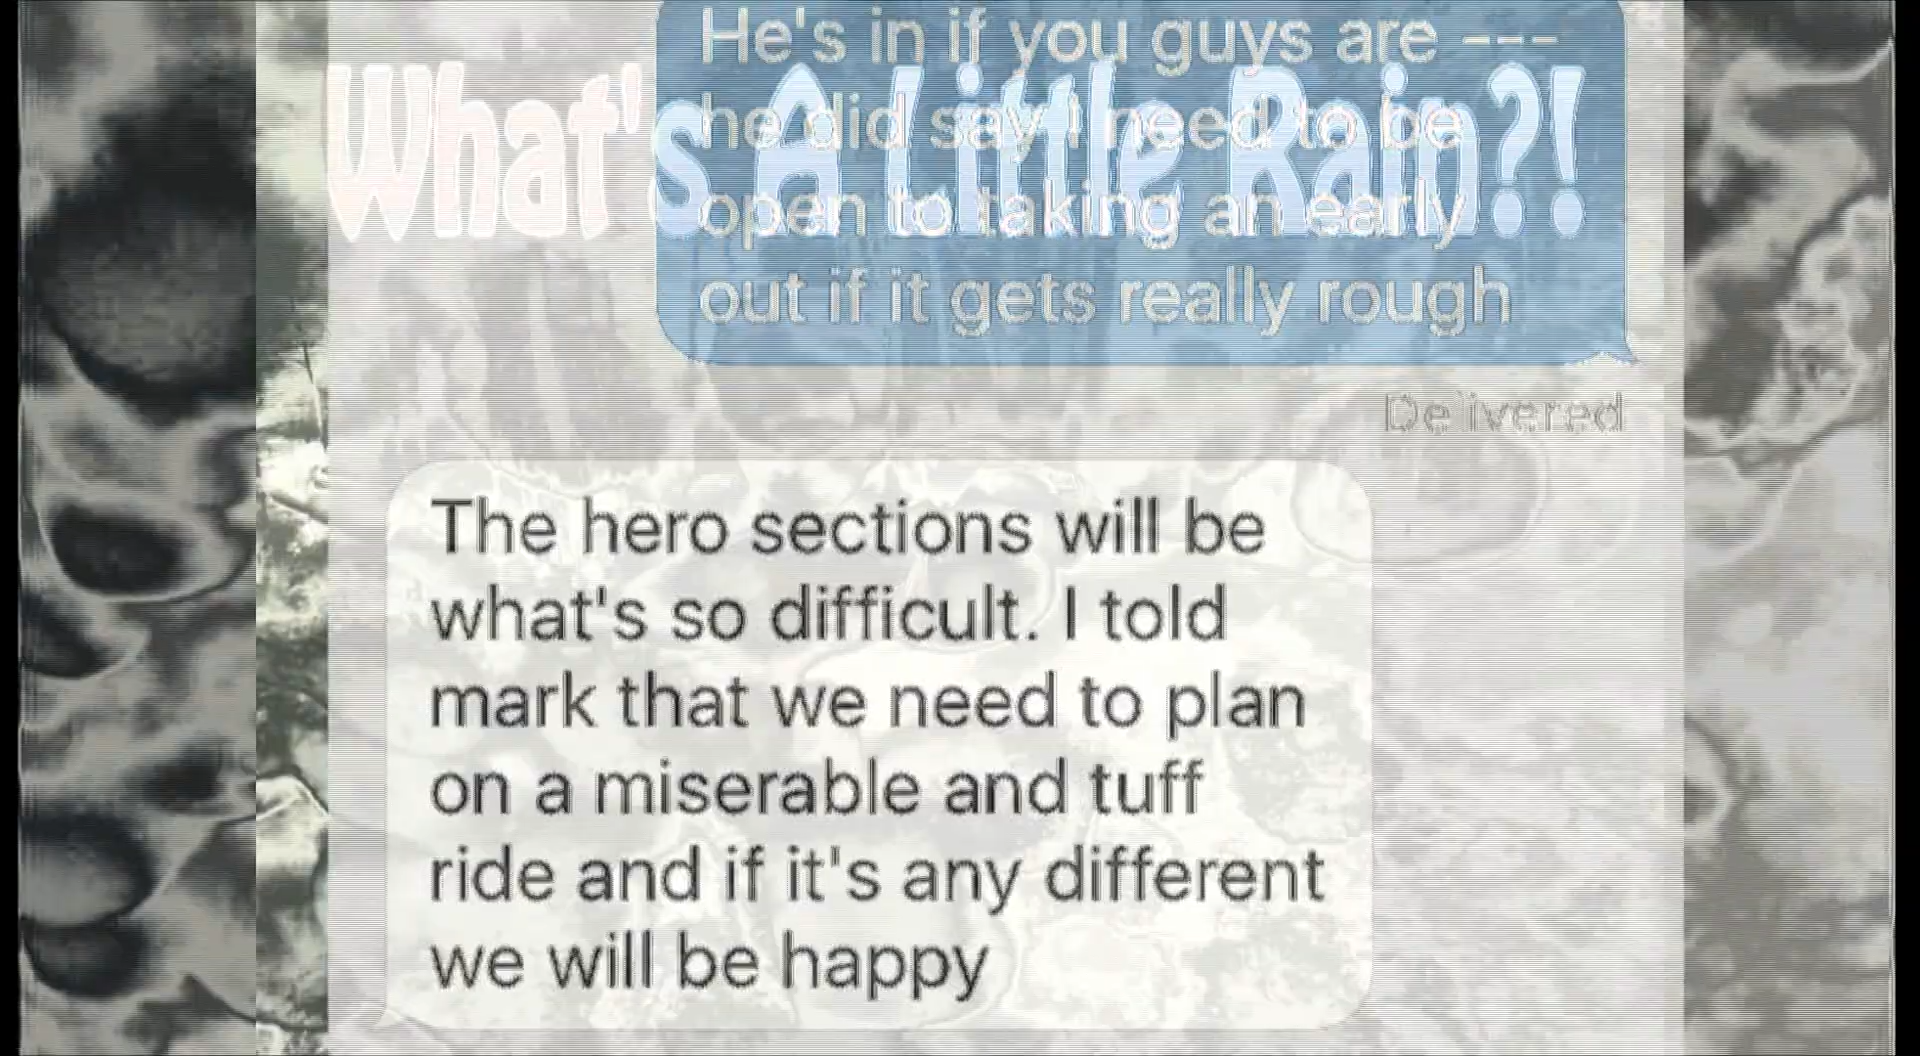 He's in if you guys are ---
What's A Little Rain?!
he did say I need to be
open to taking an early
out if it gets really rough
Delivered
The hero sections will be
what's so difficult. I told
mark that we need to plan
on a miserable and tuff
ride and if it's any different
we will be happy